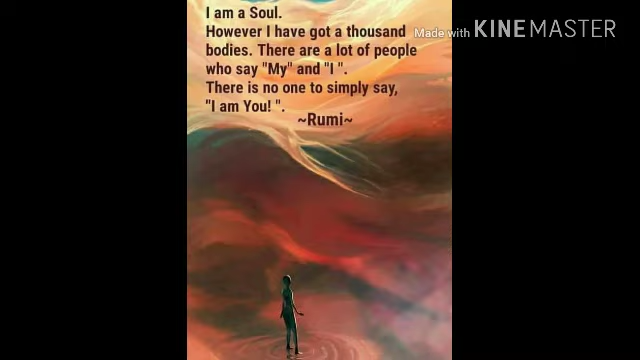 I am a Soul.
However I have got a thousand
bodies. There are a lot of people
who say "My" and "I ".
There is no one to simply say,
"I am You! ".
~Rumi~
Made with KINEMASTER